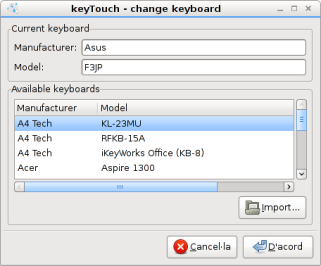 keyTouch - change keyboard
Current keyboard
Manufacturer: Asus
Model: F3JP
Available keyboards
Manufacturer Model
A4 Tech KL-23MU
A4 Tech RFKB-15A
A4 Tech iKeyWorks Office (KB-8)
Acer Aspire 1300
Import...
Cancel·la D'acord